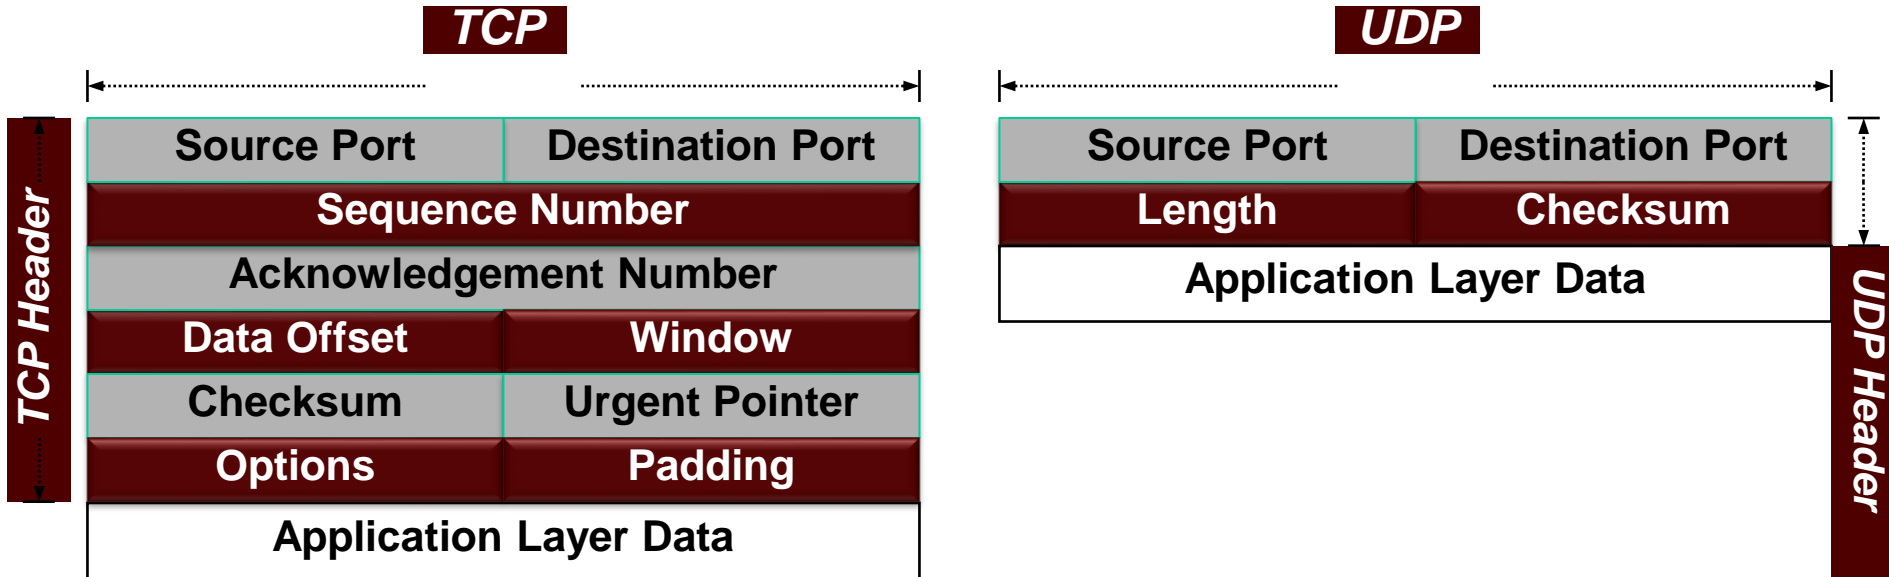 TCP
TCP Header
Source Port Destination Port
Sequence Number
Acknowledgement Number
Data Offset Window
Checksum Urgent Pointer
Options Padding
Application Layer Data
UDP
Source Port Destination Port
Length Checksum
Application Layer Data
UDP Header